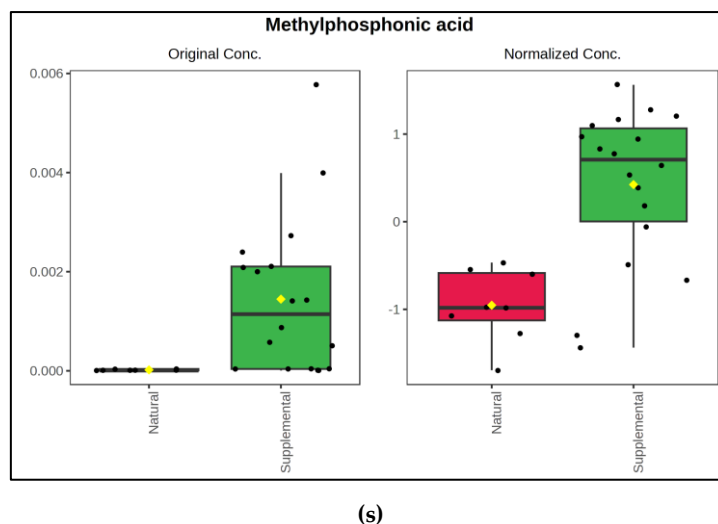 Methylphosphonic acid
Original Conc.
Normalized Conc.
0.006
0.004
0.002
0.000
1
0
-1
Natural
Supplemental
Natural
Supplemental
(s)